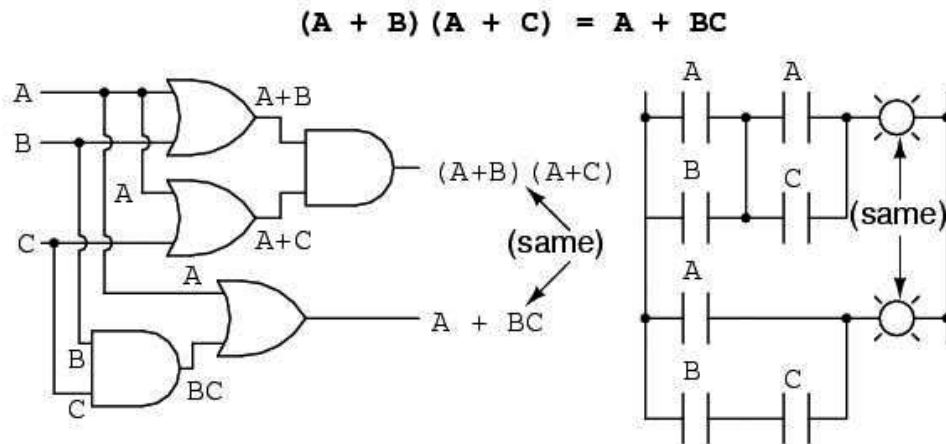 (A + B)(A + C) = A + BC
A
A+B
B
(A+B)(A+C)
A
A+C
C
(same)
A
A + BC
B
BC
C
A
A
B
C
(same)
A
B
C